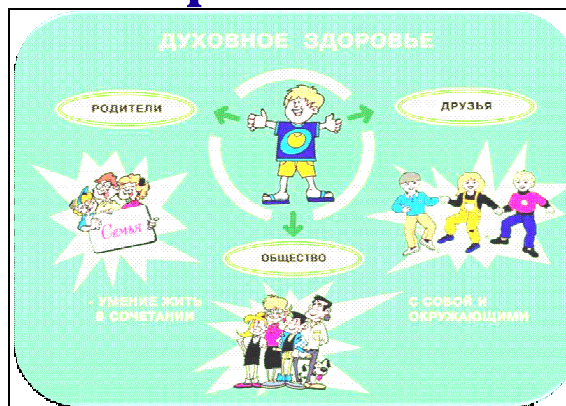 ДУХОВНОЕ ЗДОРОВЬЕ
РОДИТЕЛИ
ДРУЗЬЯ
Семья
ОБЩЕСТВО
- УМЕНИЕ ЖИТЬ
В СОЧЕТАНИИ
С СОБОЙ И
ОКРУЖАЮЩИМИ